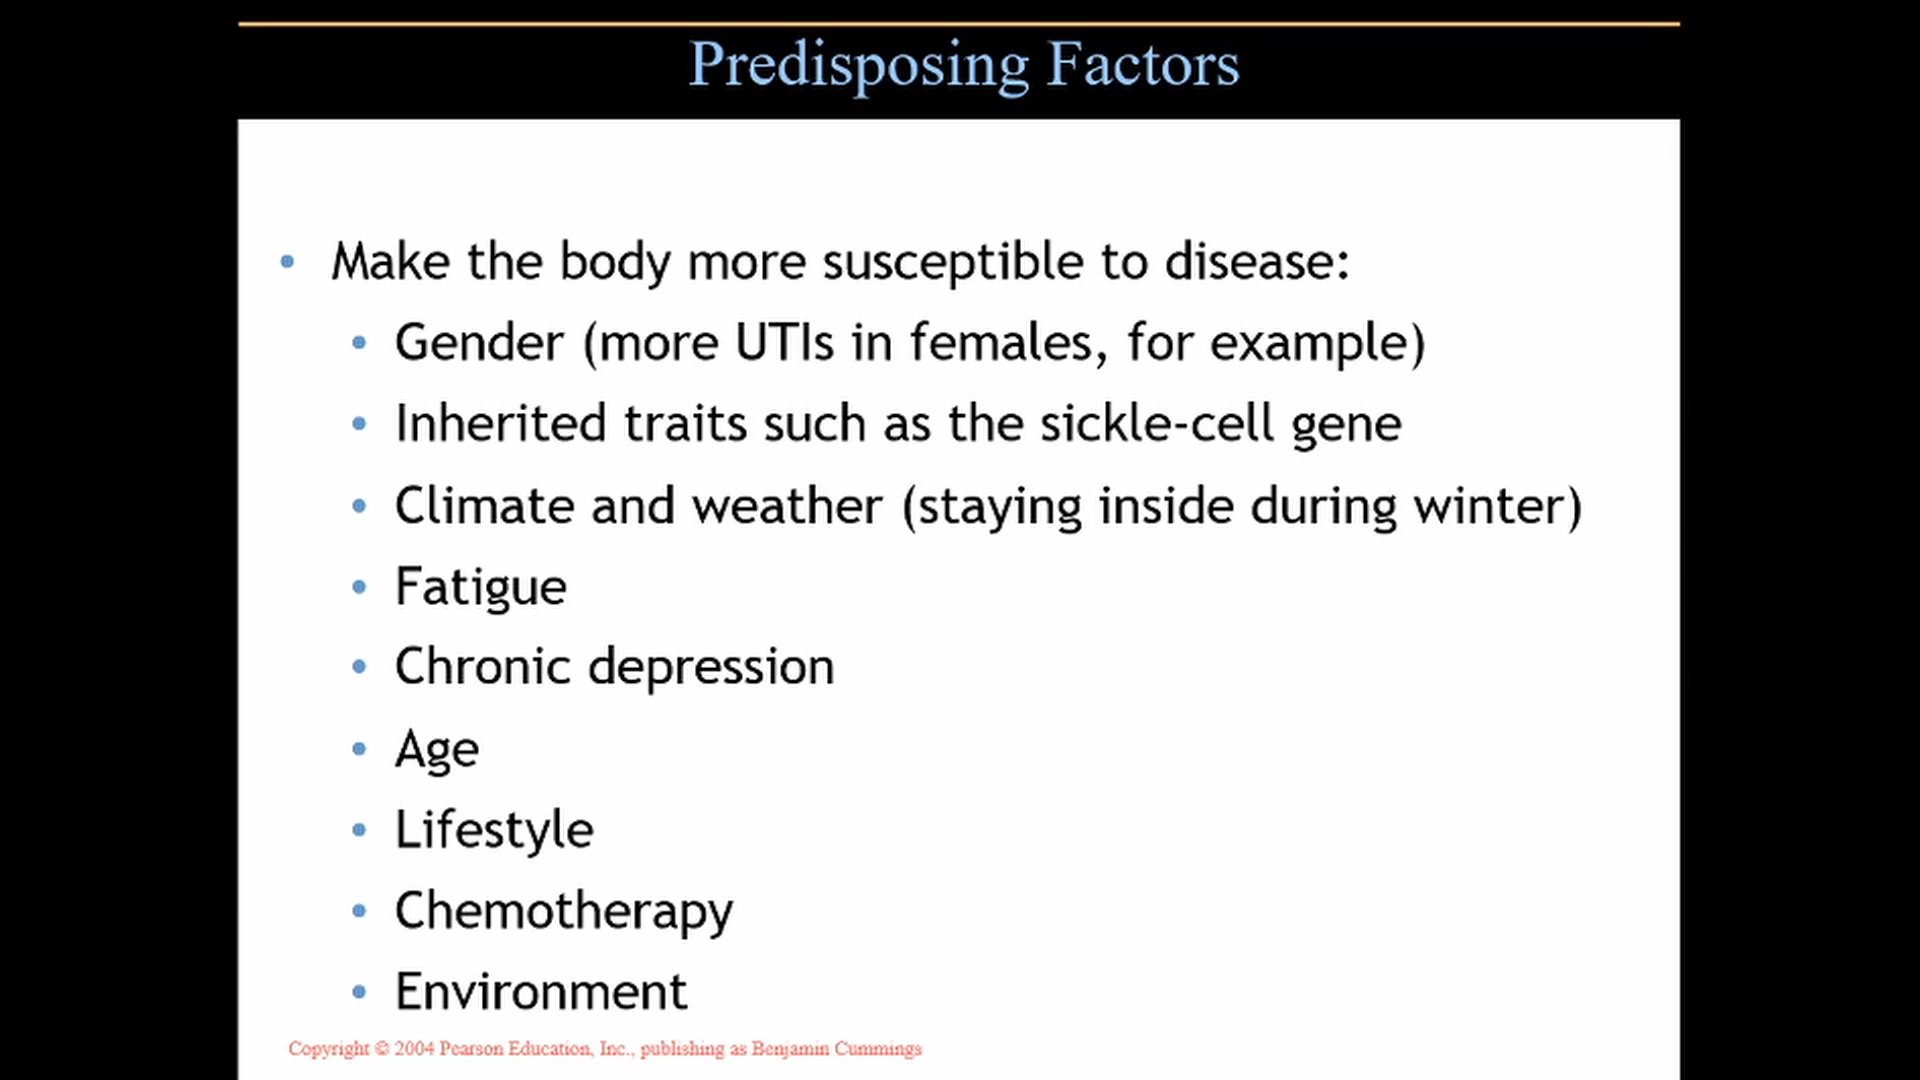 Predisposing Factors
• Make the body more susceptible to disease:
• Gender (more UTIs in females, for example)
• Inherited traits such as the sickle-cell gene
• Climate and weather (staying inside during winter)
• Fatigue
• Chronic depression
• Age
• Lifestyle
• Chemotherapy
• Environment
Copyright © 2004 Pearson Education, Inc., publishing as Benjamin Cummings